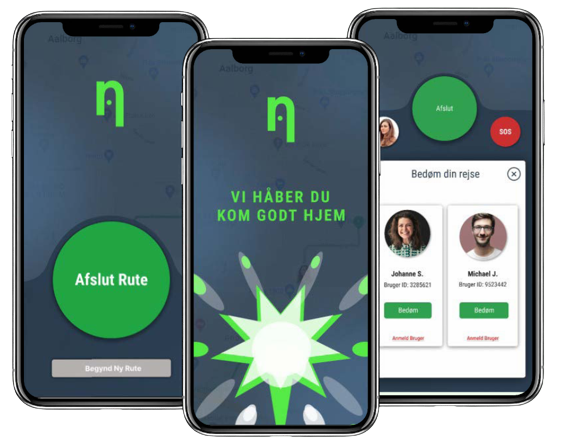 Aalborg
Afslut Rute
Begynd Ny Rute
Aalborg
VI HÅBER DU
KOM GODT HJEM
Aalborg
Afslut
SOS
Bedøm din rejse
Johanne S.
Bruger ID: 3285621
Bedøm
Anmeld Bruger
Michael J.
Bruger ID: 9523442
Bedøm
Anmeld Bruger